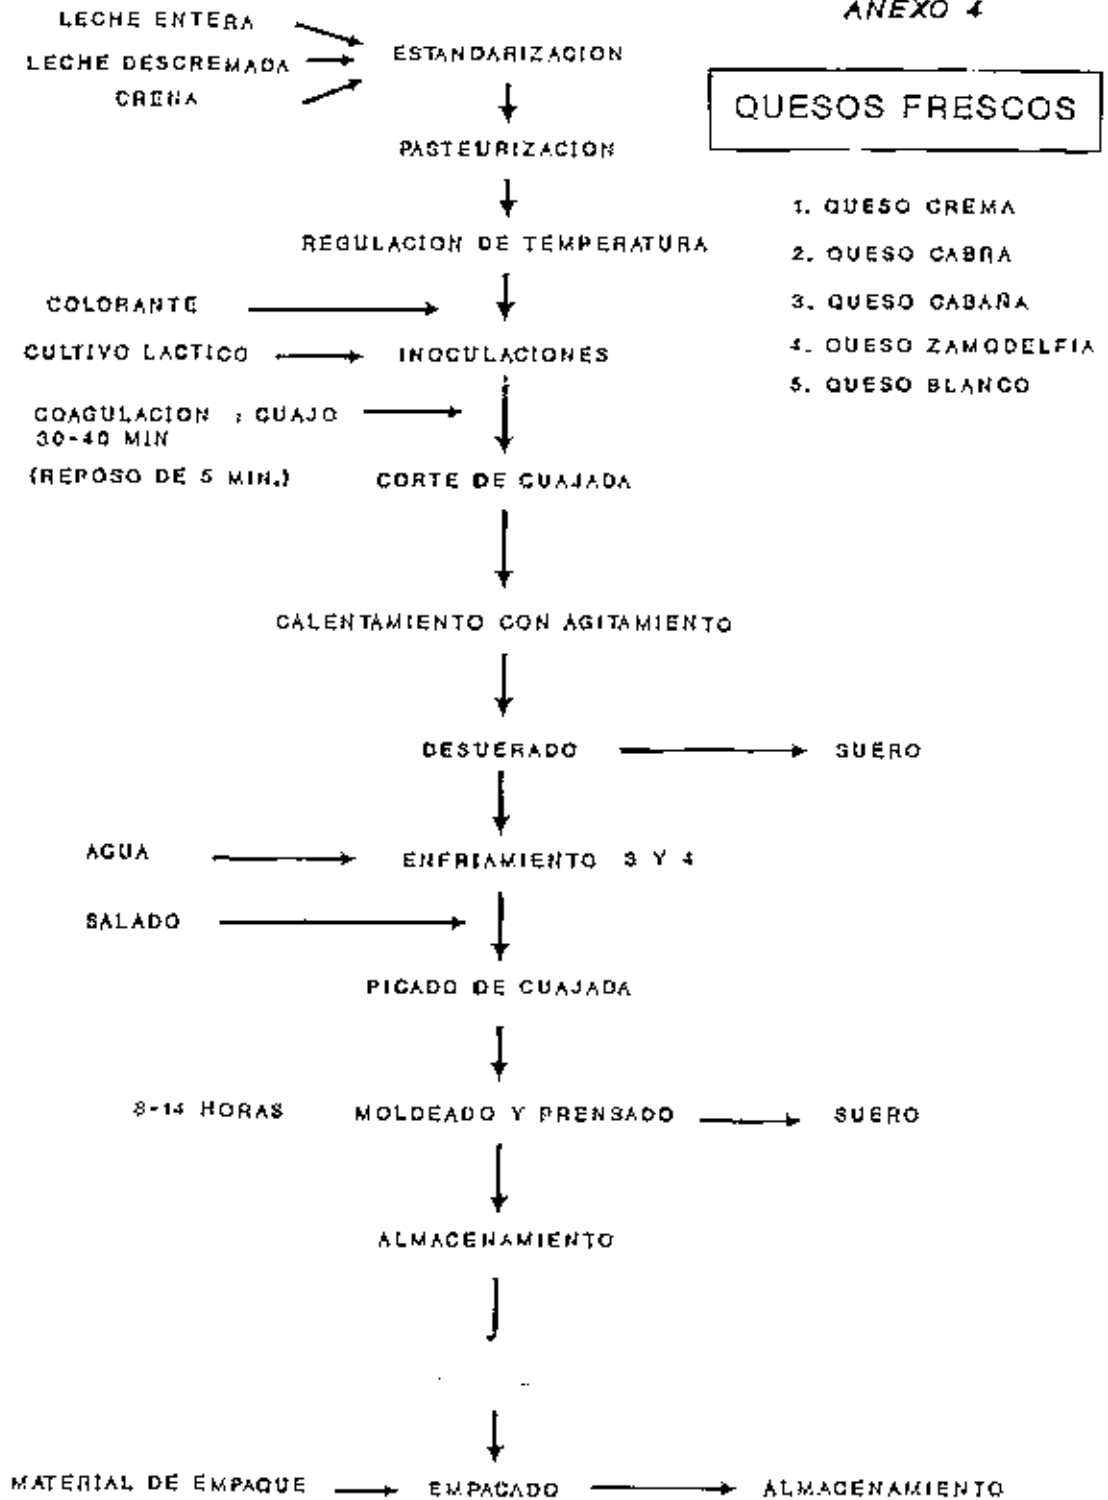 ANEXO 4
QUESOS FRESCOS
1. QUESO CREMA
2. QUESO CABRA
3. QUESO CABAÑA
4. QUESO ZAMODELFIA
5. QUESO BLANCO
LECHE ENTERA
LECHE DESCREMADA
CREMA
ESTANDARIZACION
PASTEURIZACION
REGULACION DE TEMPERATURA
COLORANTE
CULTIVO LACTICO
INOCULACIONES
COAGULACION ; CUAJO
30-40 MIN
(REPOSO DE 5 MIN.)
CORTE DE CUAJADA
CALENTAMIENTO CON AGITAMIENTO
DESUERADO
SUERO
AGUA
ENFRIAMIENTO 3 Y 4
SALADO
PICADO DE CUAJADA
8-14 HORAS
MOLDEADO Y PRENSADO
SUERO
ALMACENAMIENTO
MATERIAL DE EMPAQUE
EMPACADO
ALMACENAMIENTO